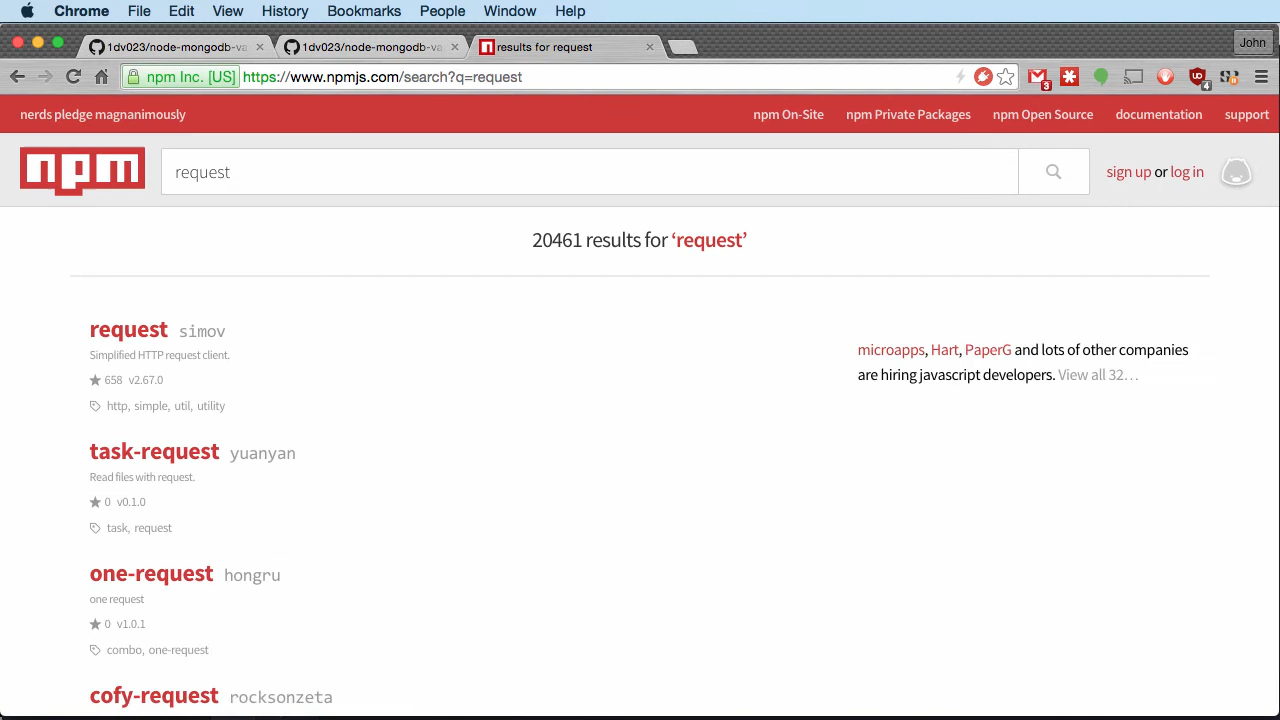 Chrome File Edit View History Bookmarks People Window Help
1dv023/node-mongodb-va 1dv023/node-mongodb-va results for request John
npm Inc. [US] https://www.npmjs.com/search?q=request 3 4
nerds pledge magnanimously npm On-Site npm Private Packages npm Open Source documentation support
npm request sign up or log in
20461 results for ‘request’
request simov
Simplified HTTP request client.
658 v2.67.0
http, simple, util, utility
microapps, Hart, PaperG and lots of other companies
are hiring javascript developers. View all 32…
task-request yuanyan
Read files with request.
0 v0.1.0
task, request
one-request hongru
one request
0 v1.0.1
combo, one-request
cofy-request rocksonzeta